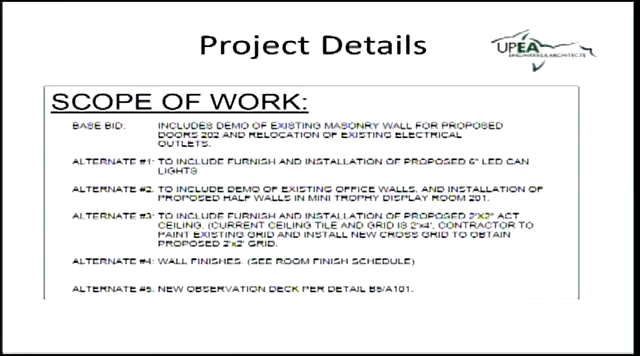 Project Details
UPEA
ENGINEERS & ARCHITECTS
SCOPE OF WORK:
BASE BID: INCLUDES DEMO OF EXISTING MASONRY WALL FOR PROPOSED
DOORS 202 AND RELOCATION OF EXISTING ELECTRICAL
OUTLETS.
ALTERNATE #1: TO INCLUDE FURNISH AND INSTALLATION OF PROPOSED 6" LED CAN
LIGHTS
ALTERNATE #2: TO INCLUDE DEMO OF EXISTING OFFICE WALLS, AND INSTALLATION OF
PROPOSED HALF WALLS IN MINI TROPHY DISPLAY ROOM 201.
ALTERNATE #3: TO INCLUDE FURNISH AND INSTALLATION OF PROPOSED 2'X2' ACT
CEILING. (CURRENT CEILING TILE AND GRID IS 2'x4', CONTRACTOR TO
PAINT EXISTING GRID AND INSTALL NEW CROSS GRID TO OBTAIN
PROPOSED 2'x2' GRID.
ALTERNATE #4: WALL FINISHES. (SEE ROOM FINISH SCHEDULE)
ALTERNATE #5: NEW OBSERVATION DECK PER DETAIL B5/A101.